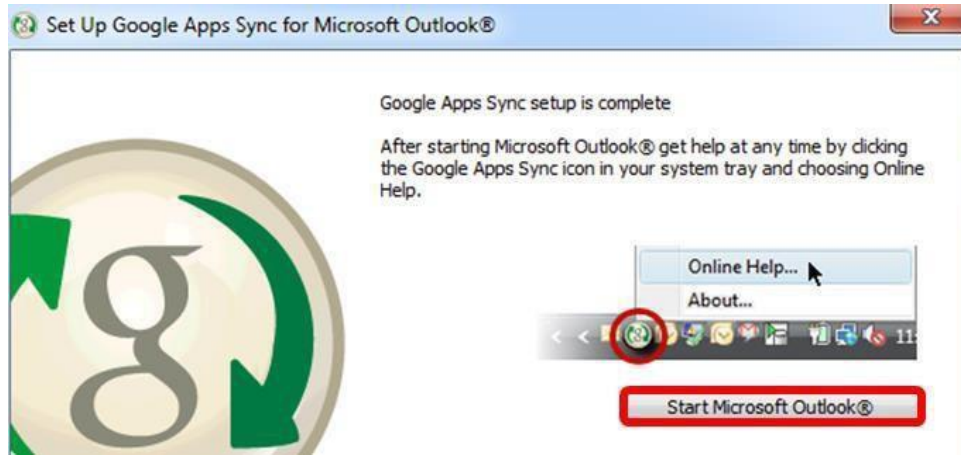 Set Up Google Apps Sync for Microsoft Outlook®
Google Apps Sync setup is complete
After starting Microsoft Outlook® get help at any time by clicking
the Google Apps Sync icon in your system tray and choosing Online
Help.
Online Help...
About...
11:
Start Microsoft Outlook®
g